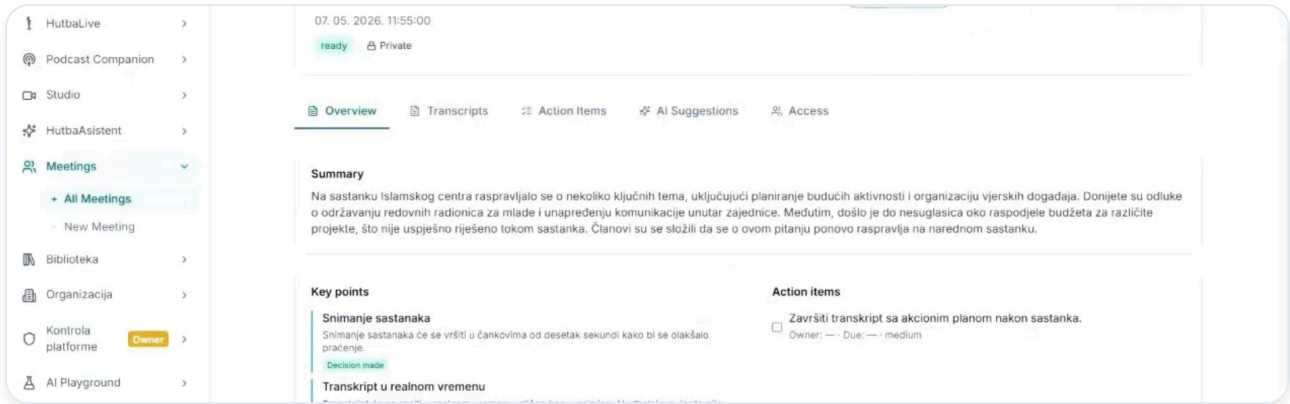 HutbaLive
Podcast Companion
Studio
HutbaAsistent
Meetings
All Meetings
New Meeting
Biblioteka
Organizacija
Kontrola
platforme
Owner
AI Playground
07. 05. 2026. 11:55:00
ready
Private
Overview
Transcripts
Action Items
AI Suggestions
Access
Summary
Na sastanku Islamskog centra raspravljalo se o nekoliko ključnih tema, uključujući planiranje budućih aktivnosti i organizaciju vjerskih događaja. Donijete su odluke
o održavanju redovnih radionica za mlade i unapređenju komunikacije unutar zajednice. Međutim, došlo je do nesuglasica oko raspodjele budžeta za različite
projekte, što nije uspješno riješeno tokom sastanka. Članovi su se složili da se o ovom pitanju ponovo raspravlja na narednom sastanku.
Key points
Snimanje sastanaka
Snimanje sastanaka će se vršiti u čankovima od desetak sekundi kako bi se olakšalo
praćenje.
Decision made
Transkript u realnom vremenu
Action items
Završiti transkript sa akcionim planom nakon sastanka.
Owner: — · Due: — · medium